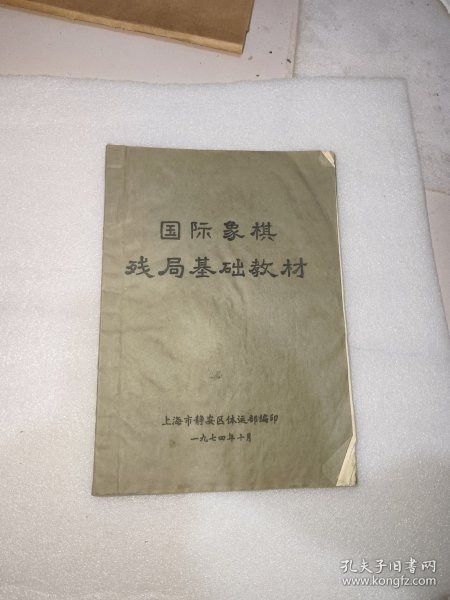 国际象棋
残局基础教材
上海市静安区体运部编印
一九七四年十月
孔夫子旧书网
www.kongfz.com